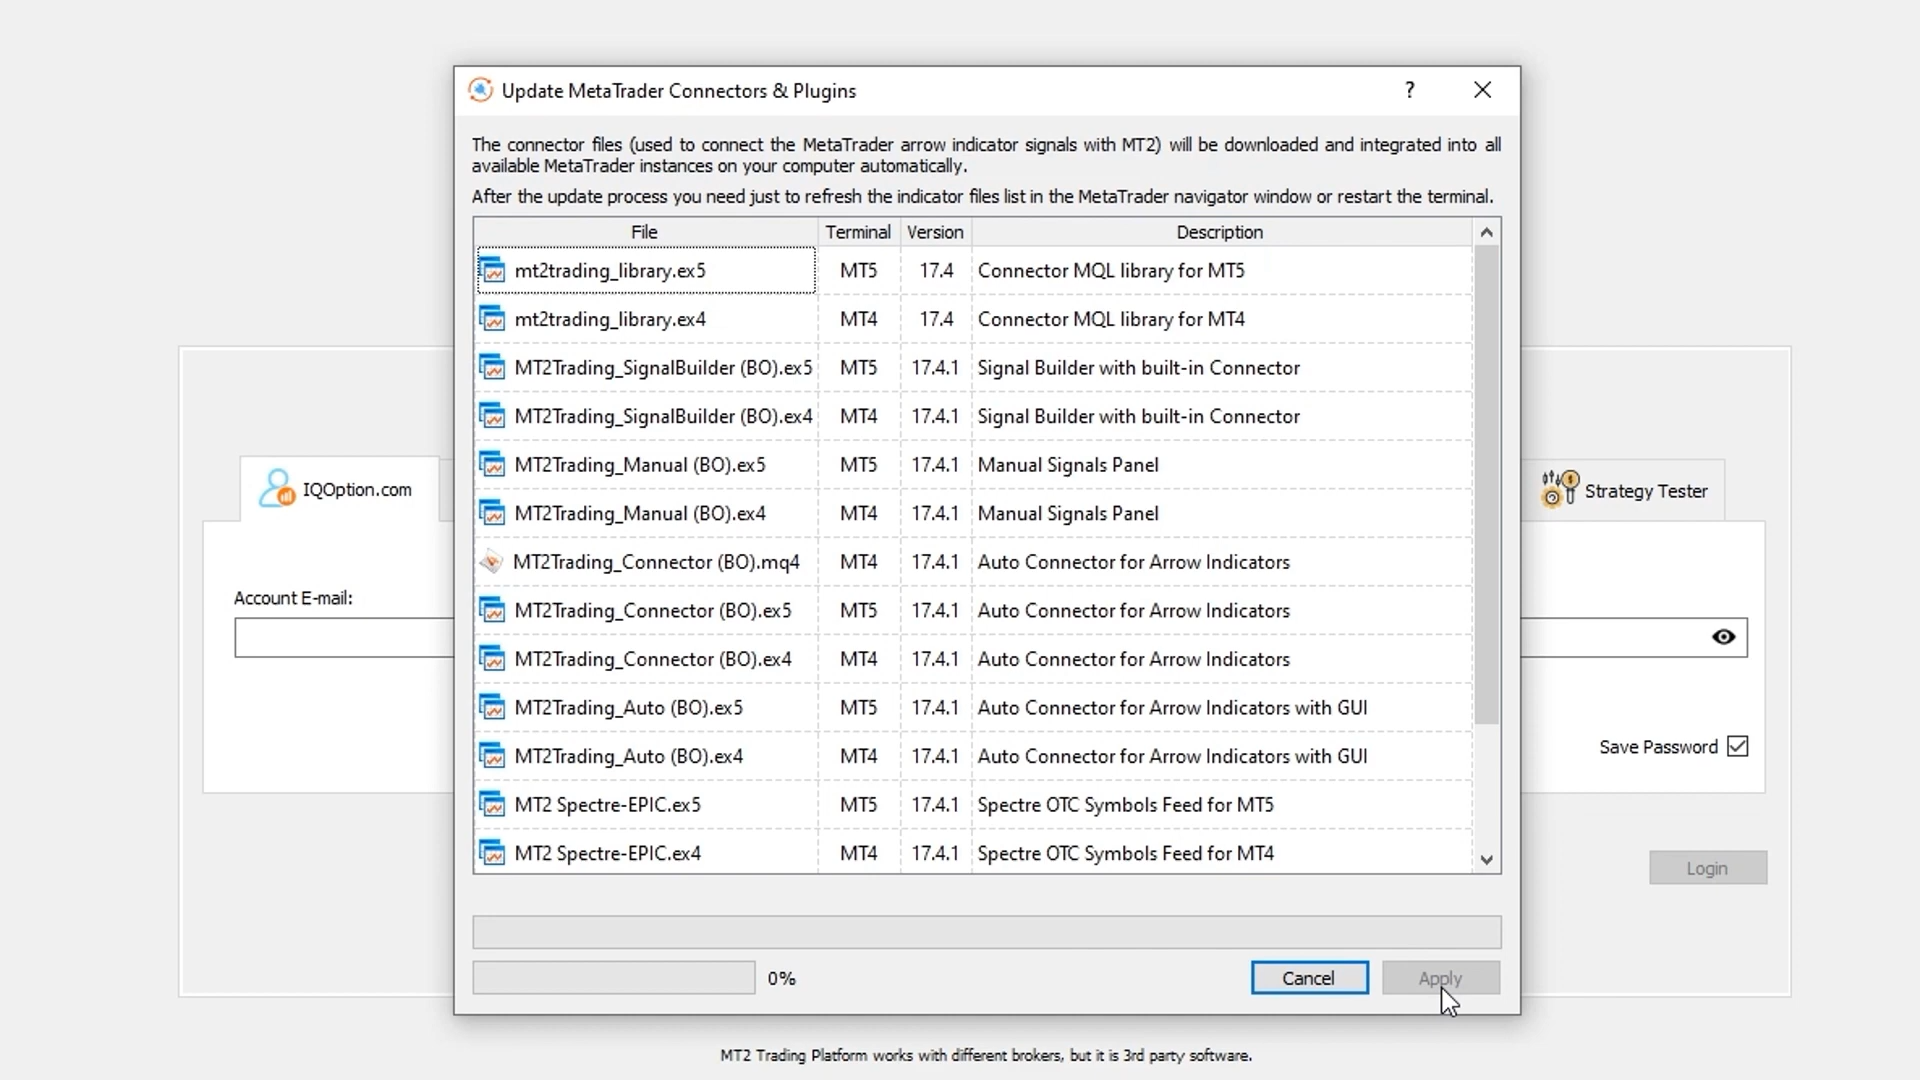 Update MetaTrader Connectors & Plugins ?
The connector files (used to connect the MetaTrader arrow indicator signals with MT2) will be downloaded and integrated into all
available MetaTrader instances on your computer automatically.
After the update process you need just to refresh the indicator files list in the MetaTrader navigator window or restart the terminal.
File Terminal Version Description
mt2trading_library.ex5 MT5 17.4 Connector MQL library for MT5
mt2trading_library.ex4 MT4 17.4 Connector MQL library for MT4
MT2Trading_SignalBuilder (BO).ex5 MT5 17.4.1 Signal Builder with built-in Connector
MT2Trading_SignalBuilder (BO).ex4 MT4 17.4.1 Signal Builder with built-in Connector
MT2Trading_Manual (BO).ex5 MT5 17.4.1 Manual Signals Panel
MT2Trading_Manual (BO).ex4 MT4 17.4.1 Manual Signals Panel
MT2Trading_Connector (BO).mq4 MT4 17.4.1 Auto Connector for Arrow Indicators
MT2Trading_Connector (BO).ex5 MT5 17.4.1 Auto Connector for Arrow Indicators
MT2Trading_Connector (BO).ex4 MT4 17.4.1 Auto Connector for Arrow Indicators
MT2Trading_Auto (BO).ex5 MT5 17.4.1 Auto Connector for Arrow Indicators with GUI
MT2Trading_Auto (BO).ex4 MT4 17.4.1 Auto Connector for Arrow Indicators with GUI
MT2 Spectre-EPIC.ex5 MT5 17.4.1 Spectre OTC Symbols Feed for MT5
MT2 Spectre-EPIC.ex4 MT4 17.4.1 Spectre OTC Symbols Feed for MT4
0%
Cancel
Apply
IQOption.com
Account E-mail:
Strategy Tester
Save Password
Login
MT2 Trading Platform works with different brokers, but it is 3rd party software.